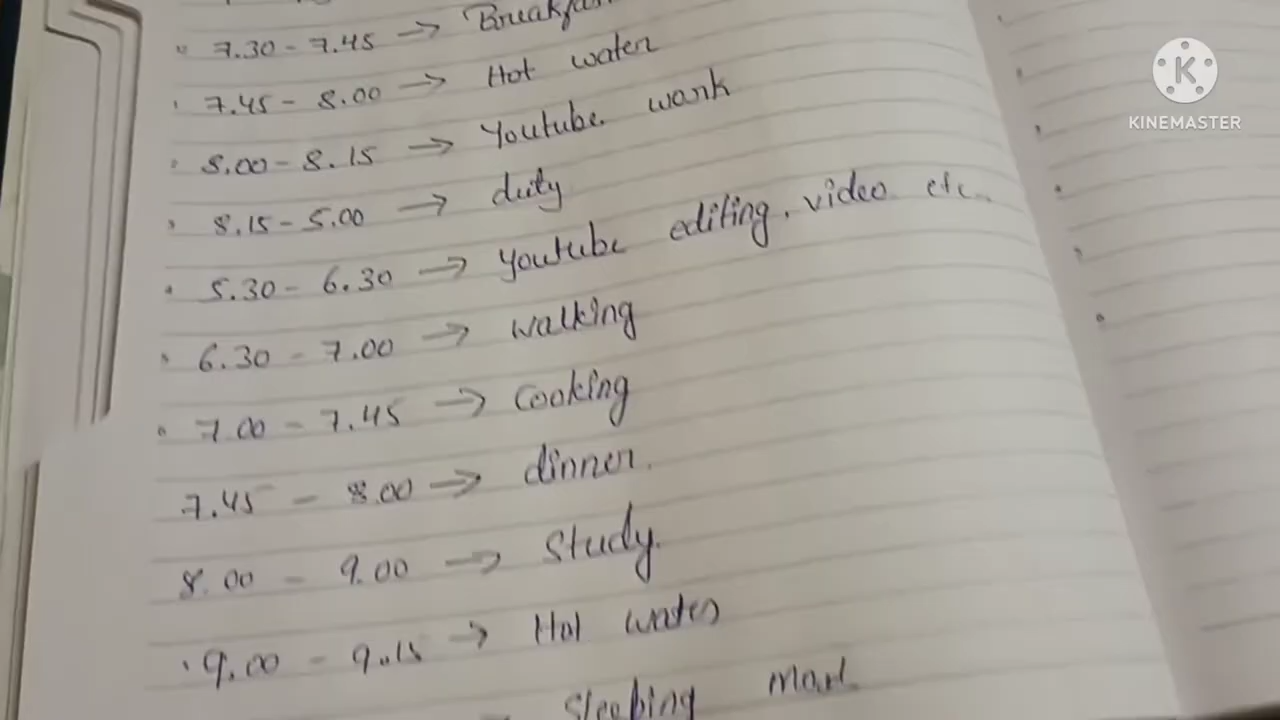 7.30 - 7.45 → Breakfas
7.45 - 8.00 → Hot water
8.00 - 8.15 → Youtube work
8.15 - 5.00 → duty
5.30 - 6.30 → Youtube editing, video etc..
6.30 - 7.00 → walking
7.00 - 7.45 → Cooking
7.45 - 8.00 → dinner.
8.00 - 9.00 → Study.
9.00 - 9.15 → Hot water
Sleeping
KINEMASTER